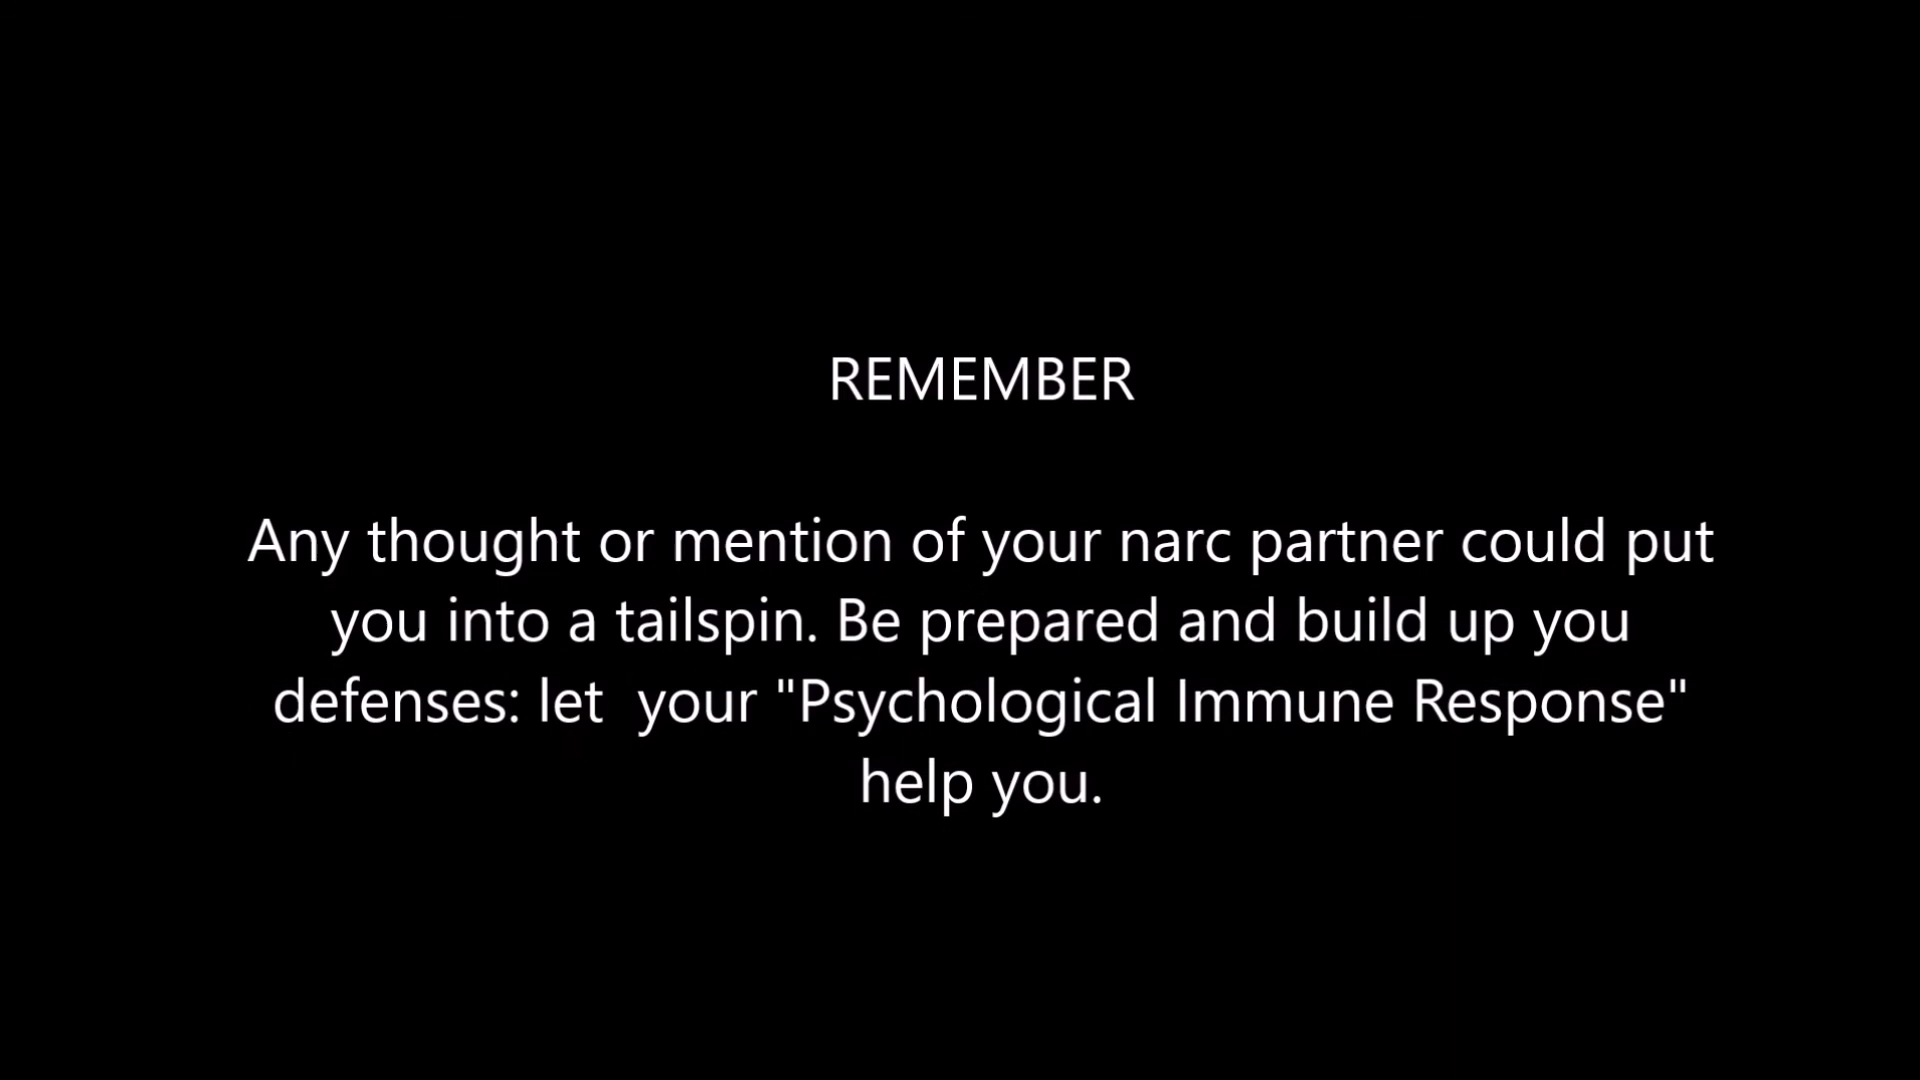 REMEMBER
Any thought or mention of your narc partner could put
you into a tailspin. Be prepared and build up you
defenses: let  your "Psychological Immune Response"
help you.